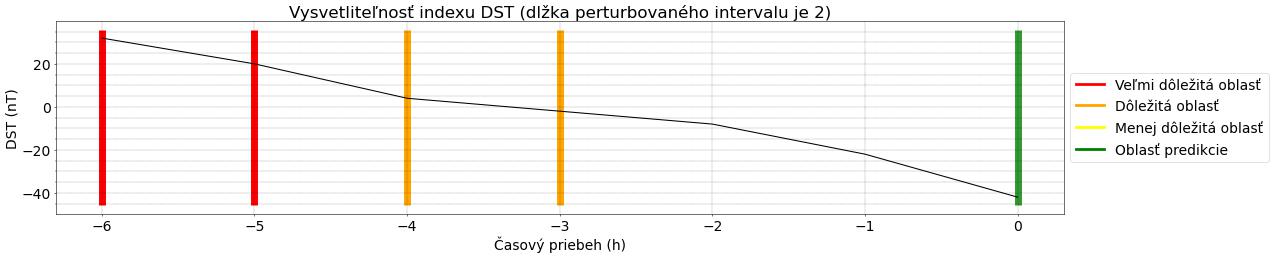 Vysvetliteľnosť indexu DST (dĺžka perturbovaného intervalu je 2)
DST (nT)
20
0
−20
−40
−6 −5 −4 −3 −2 −1 0
Časový priebeh (h)
Veľmi dôležitá oblasť
Dôležitá oblasť
Menej dôležitá oblasť
Oblasť predikcie